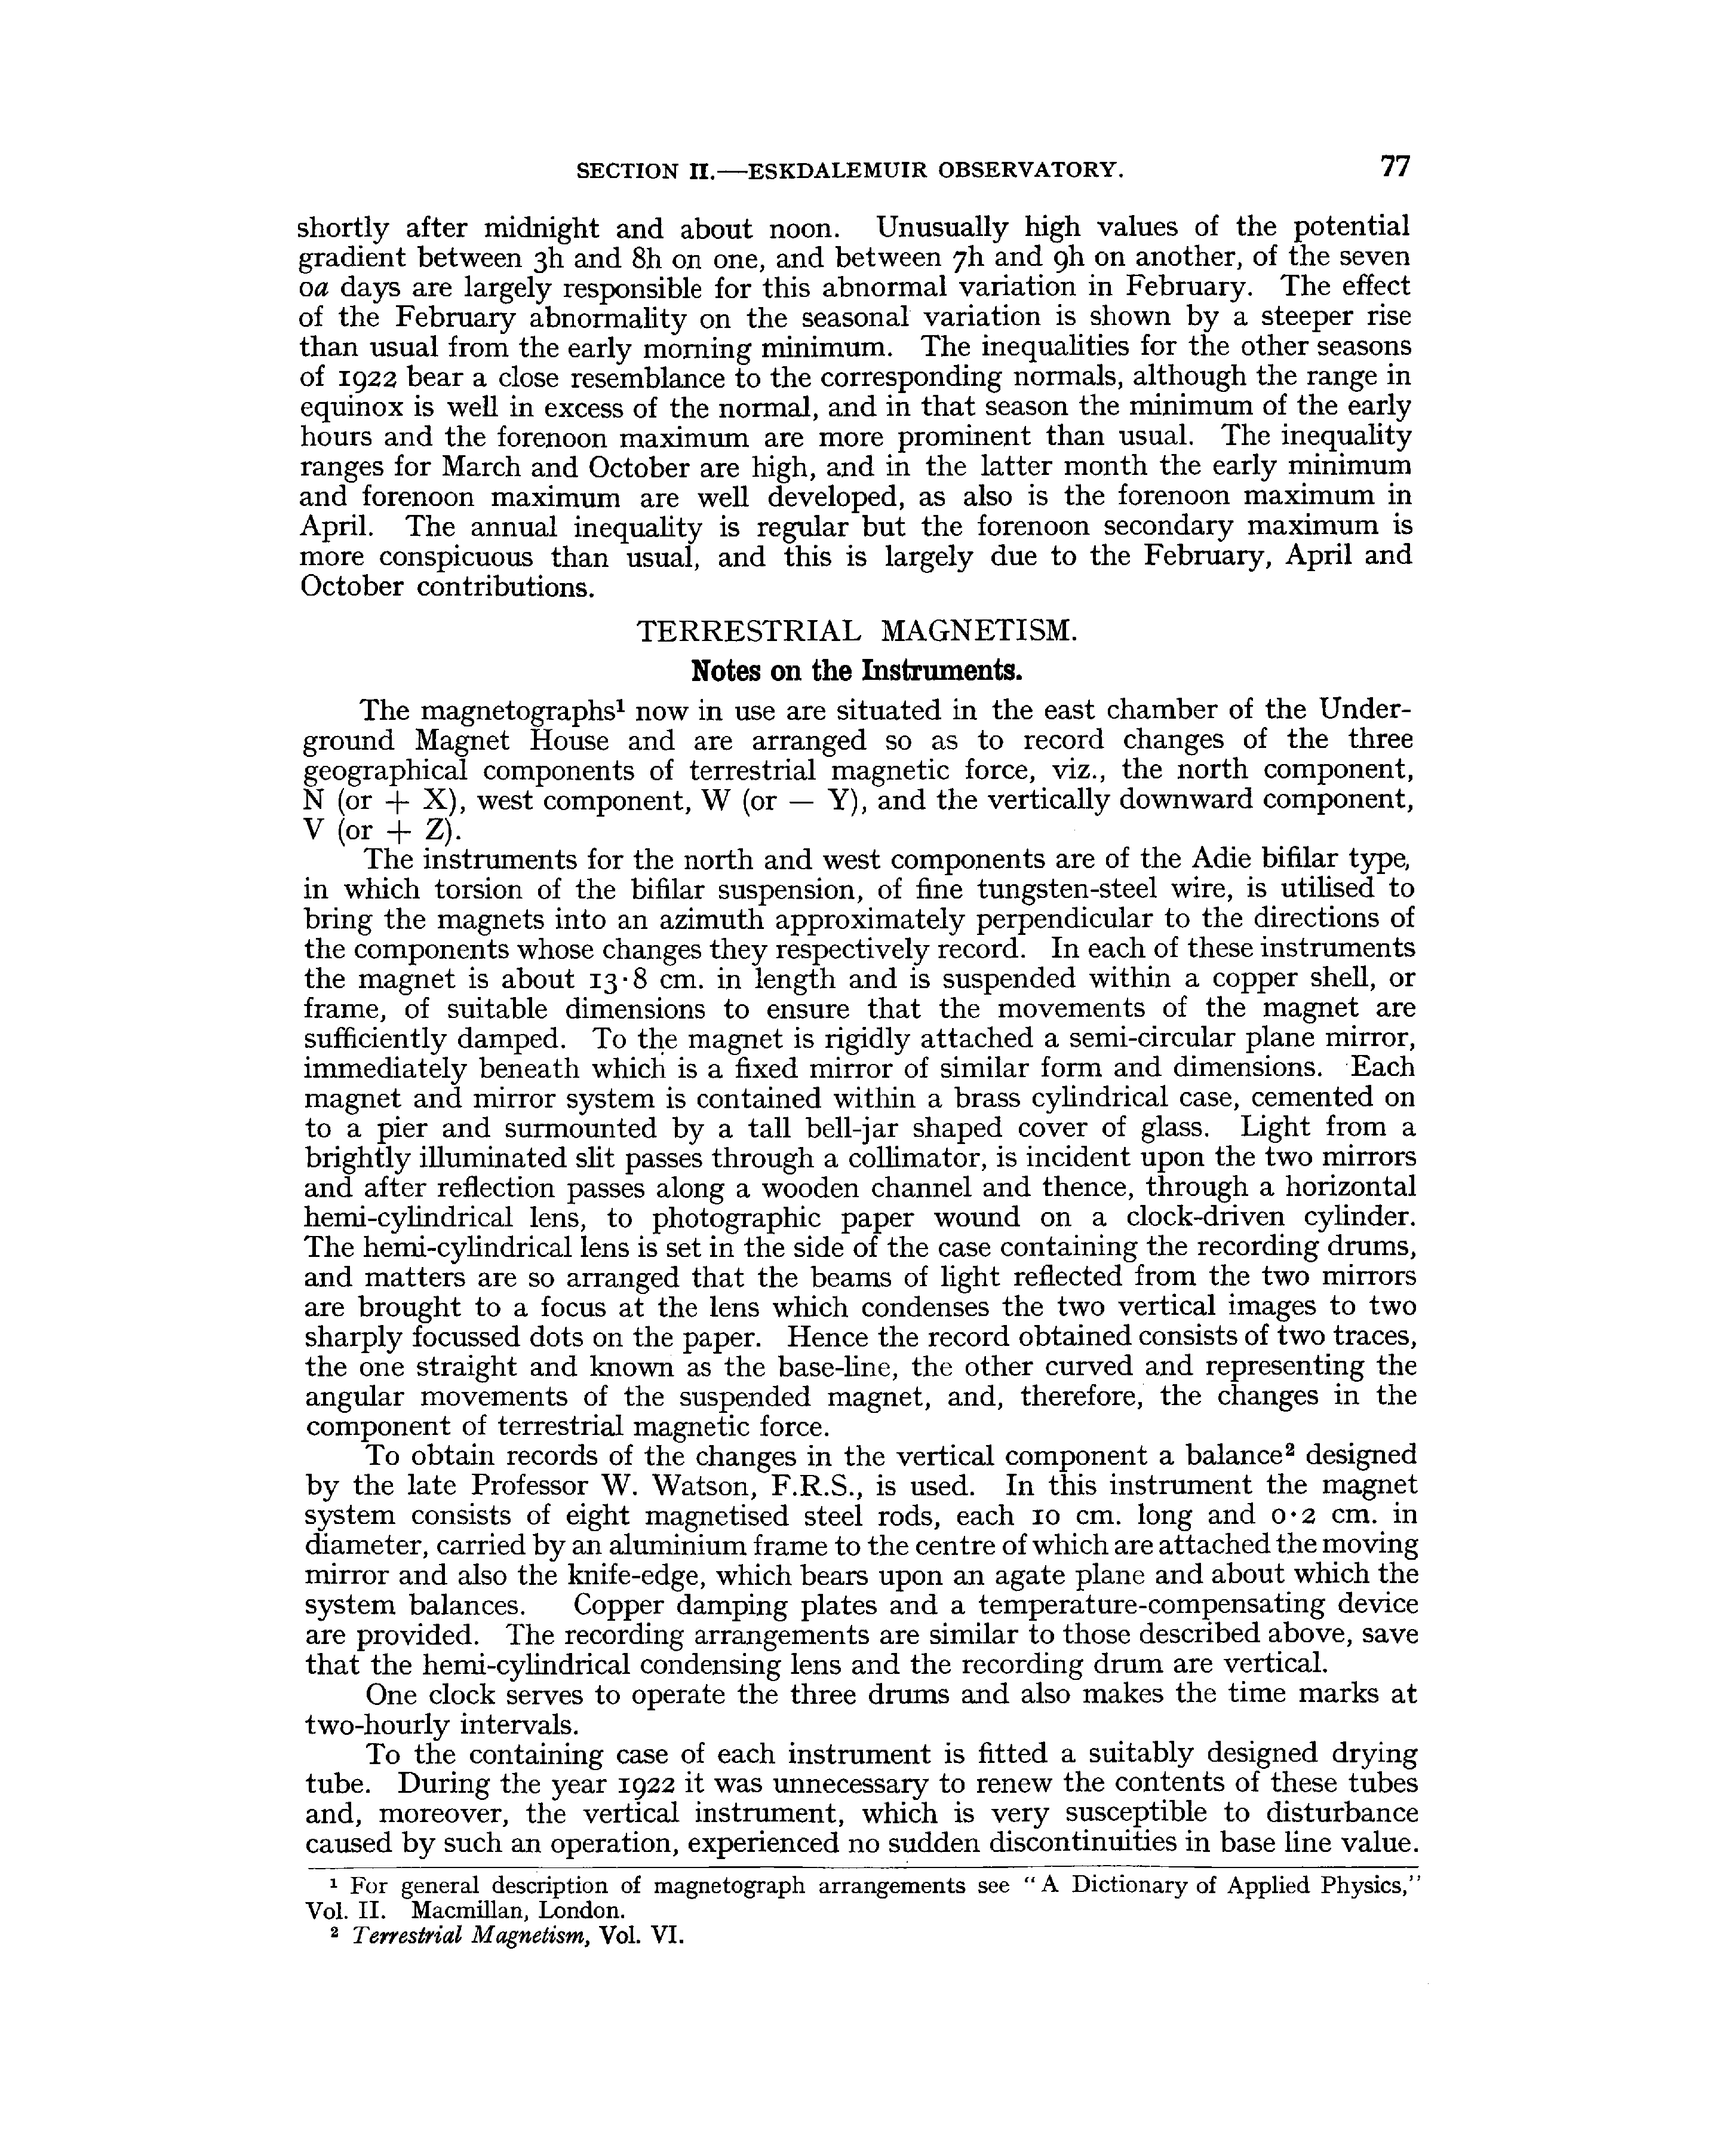 SECTION II.—ESKDALEMUIR OBSERVATORY. 77
shortly after midnight and about noon. Unusually high values of the potential
gradient between 3h and 8h on one, and between 7h and 9h on another, of the seven
0a days are largely responsible for this abnormal variation in February. The effect
of the February abnormality on the seasonal variation is shown by a steeper rise
than usual from the early morning minimum. The inequalities for the other seasons
of 1922 bear a close resemblance to the corresponding normals, although the range in
equinox is well in excess of the normal, and in that season the minimum of the early
hours and the forenoon maximum are more prominent than usual. The inequality
ranges for March and October are high, and in the latter month the early minimum
and forenoon maximum are well developed, as also is the forenoon maximum in
April. The annual inequality is regular but the forenoon secondary maximum is
more conspicuous than usual, and this is largely due to the February, April and
October contributions.
TERRESTRIAL MAGNETISM.
Notes on the Instruments.
The magnetographs¹ now in use are situated in the east chamber of the Under-
ground Magnet House and are arranged so as to record changes of the three
geographical components of terrestrial magnetic force, viz., the north component,
N (or + X), west component, W (or — Y), and the vertically downward component,
V (or + Z).
The instruments for the north and west components are of the Adie bifilar type,
in which torsion of the bifilar suspension, of fine tungsten-steel wire, is utilised to
bring the magnets into an azimuth approximately perpendicular to the directions of
the components whose changes they respectively record. In each of these instruments
the magnet is about 13·8 cm. in length and is suspended within a copper shell, or
frame, of suitable dimensions to ensure that the movements of the magnet are
sufficiently damped. To the magnet is rigidly attached a semi-circular plane mirror,
immediately beneath which is a fixed mirror of similar form and dimensions. Each
magnet and mirror system is contained within a brass cylindrical case, cemented on
to a pier and surmounted by a tall bell-jar shaped cover of glass. Light from a
brightly illuminated slit passes through a collimator, is incident upon the two mirrors
and after reflection passes along a wooden channel and thence, through a horizontal
hemi-cylindrical lens, to photographic paper wound on a clock-driven cylinder.
The hemi-cylindrical lens is set in the side of the case containing the recording drums,
and matters are so arranged that the beams of light reflected from the two mirrors
are brought to a focus at the lens which condenses the two vertical images to two
sharply focussed dots on the paper. Hence the record obtained consists of two traces,
the one straight and known as the base-line, the other curved and representing the
angular movements of the suspended magnet, and, therefore, the changes in the
component of terrestrial magnetic force.
To obtain records of the changes in the vertical component a balance² designed
by the late Professor W. Watson, F.R.S., is used. In this instrument the magnet
system consists of eight magnetised steel rods, each 10 cm. long and 0·2 cm. in
diameter, carried by an aluminium frame to the centre of which are attached the moving
mirror and also the knife-edge, which bears upon an agate plane and about which the
system balances. Copper damping plates and a temperature-compensating device
are provided. The recording arrangements are similar to those described above, save
that the hemi-cylindrical condensing lens and the recording drum are vertical.
One clock serves to operate the three drums and also makes the time marks at
two-hourly intervals.
To the containing case of each instrument is fitted a suitably designed drying
tube. During the year 1922 it was unnecessary to renew the contents of these tubes
and, moreover, the vertical instrument, which is very susceptible to disturbance
caused by such an operation, experienced no sudden discontinuities in base line value.
¹ For general description of magnetograph arrangements see "A Dictionary of Applied Physics,"
Vol. II. Macmillan, London.
² Terrestrial Magnetism, Vol. VI.